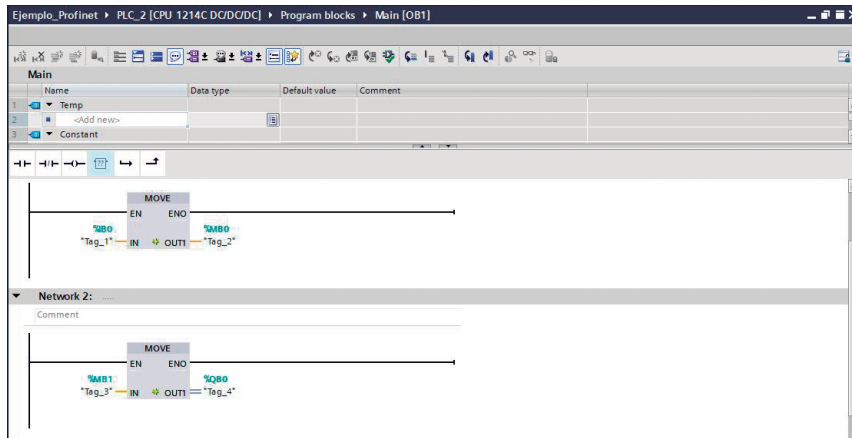 Ejemplo_Profinet ▸ PLC_2 [CPU 1214C DC/DC/DC] ▸ Program blocks ▸ Main [OB1]
Main
Name Data type Default value Comment
1 Temp
2 <Add new>
3 Constant
MOVE
EN ENO
%IB0 %MB0
"Tag_1" IN OUT1 "Tag_2"
Network 2:
Comment
MOVE
EN ENO
%MB1 %QB0
"Tag_3" IN OUT1 "Tag_4"